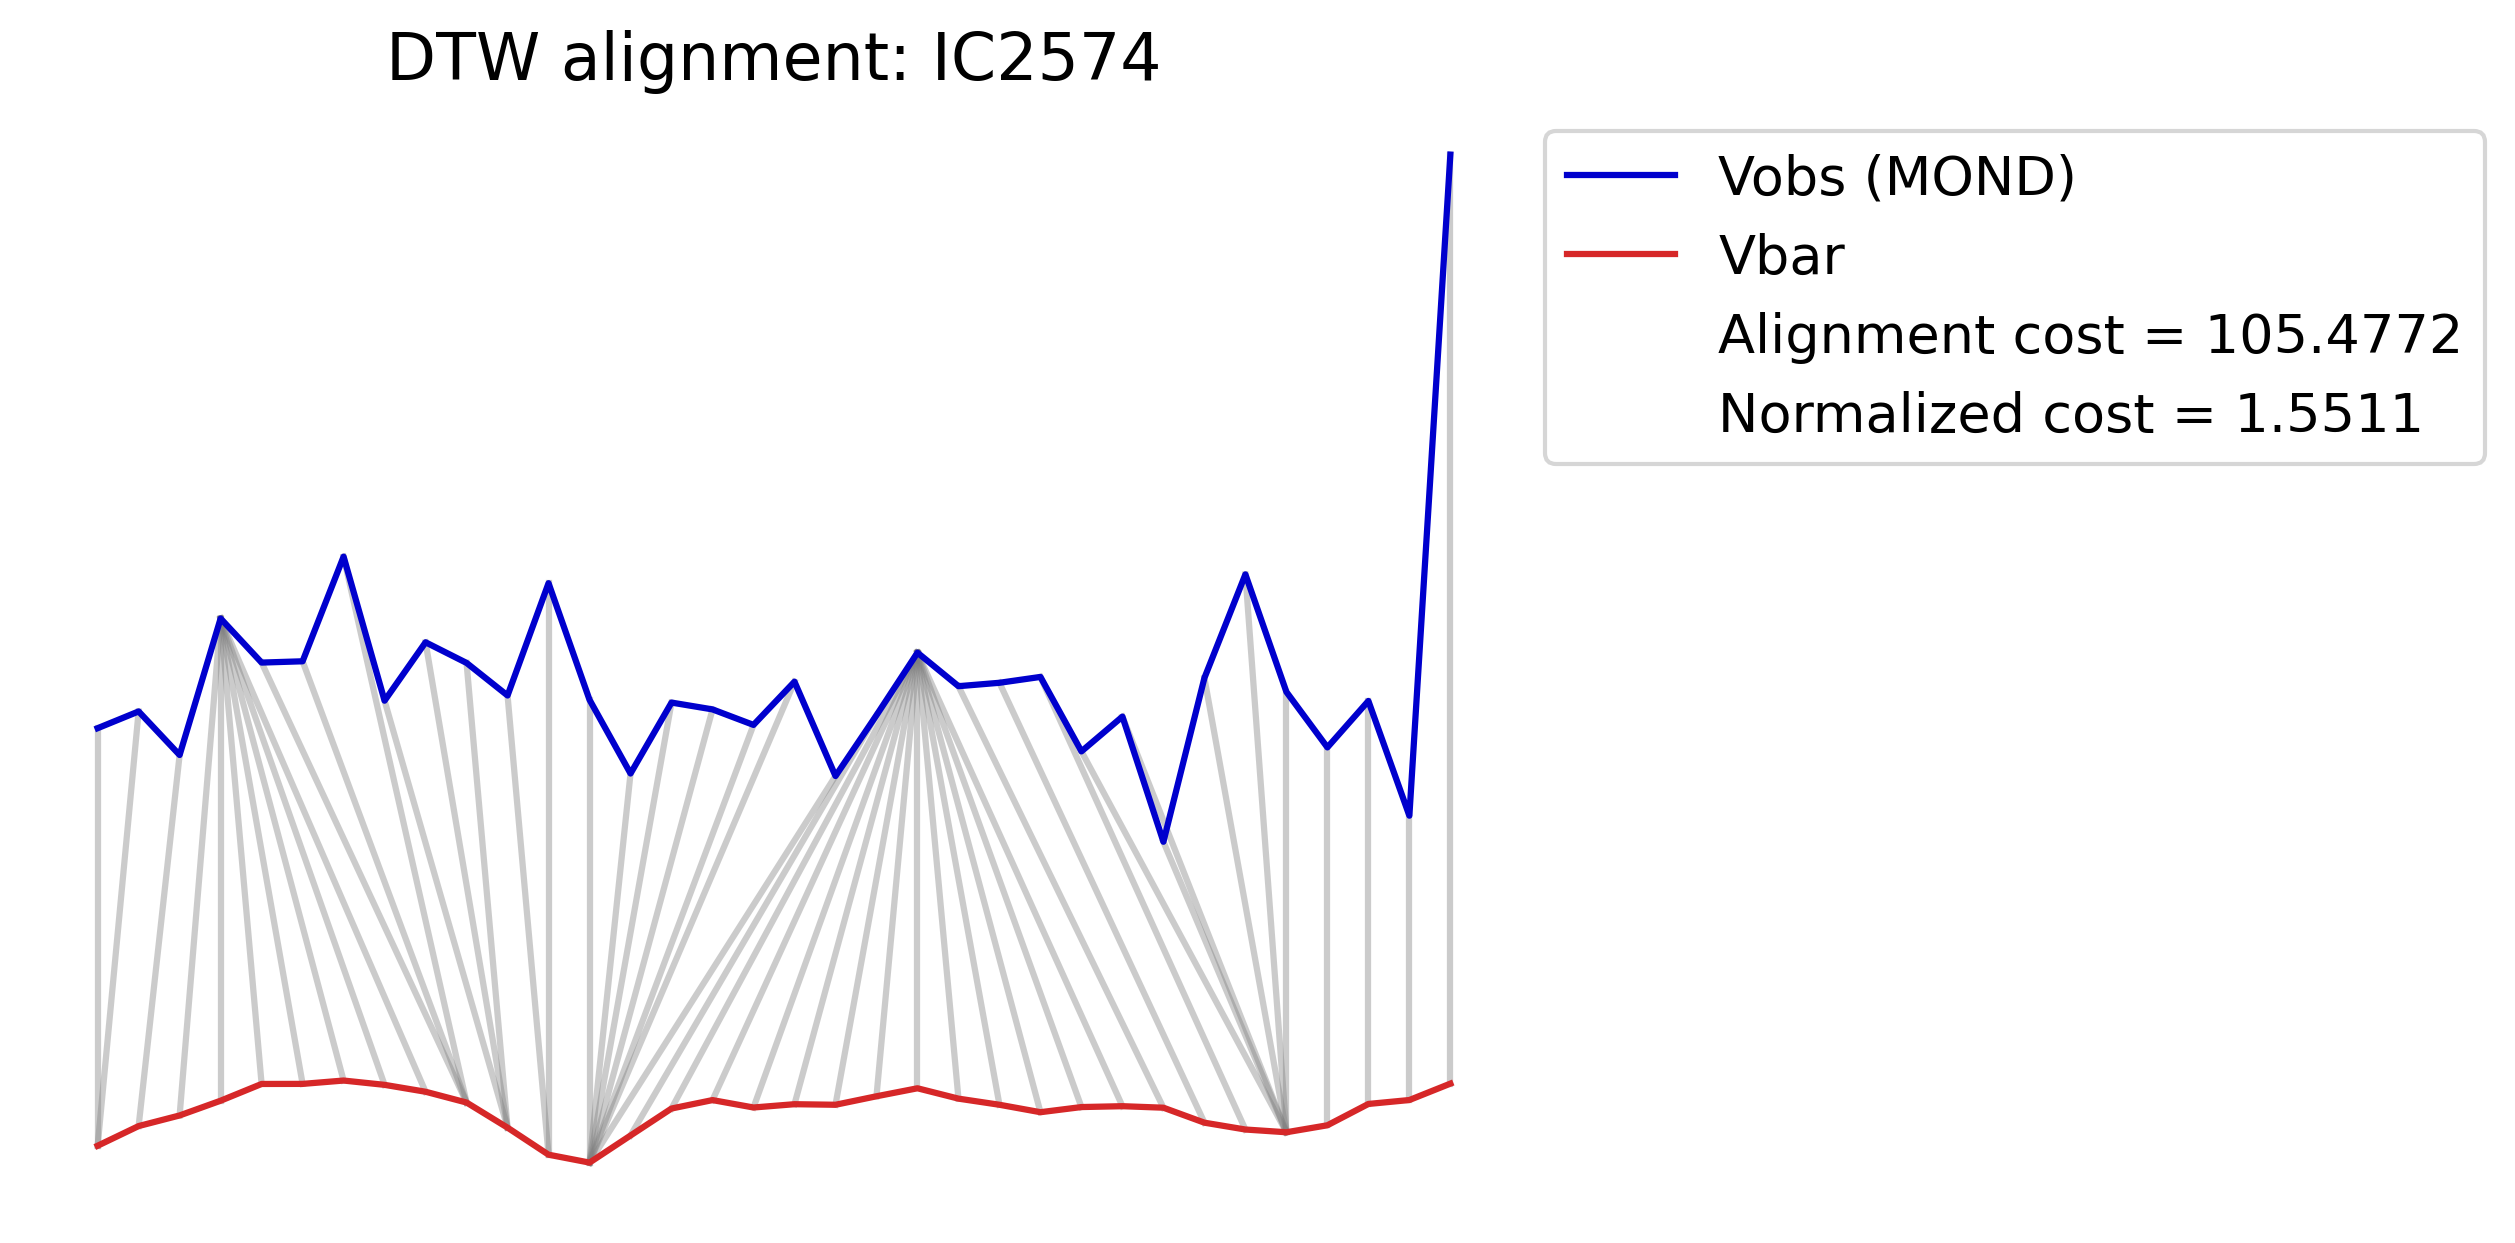 DTW alignment: IC2574
Vobs (MOND)
Vbar
Alignment cost = 105.4772
Normalized cost = 1.5511